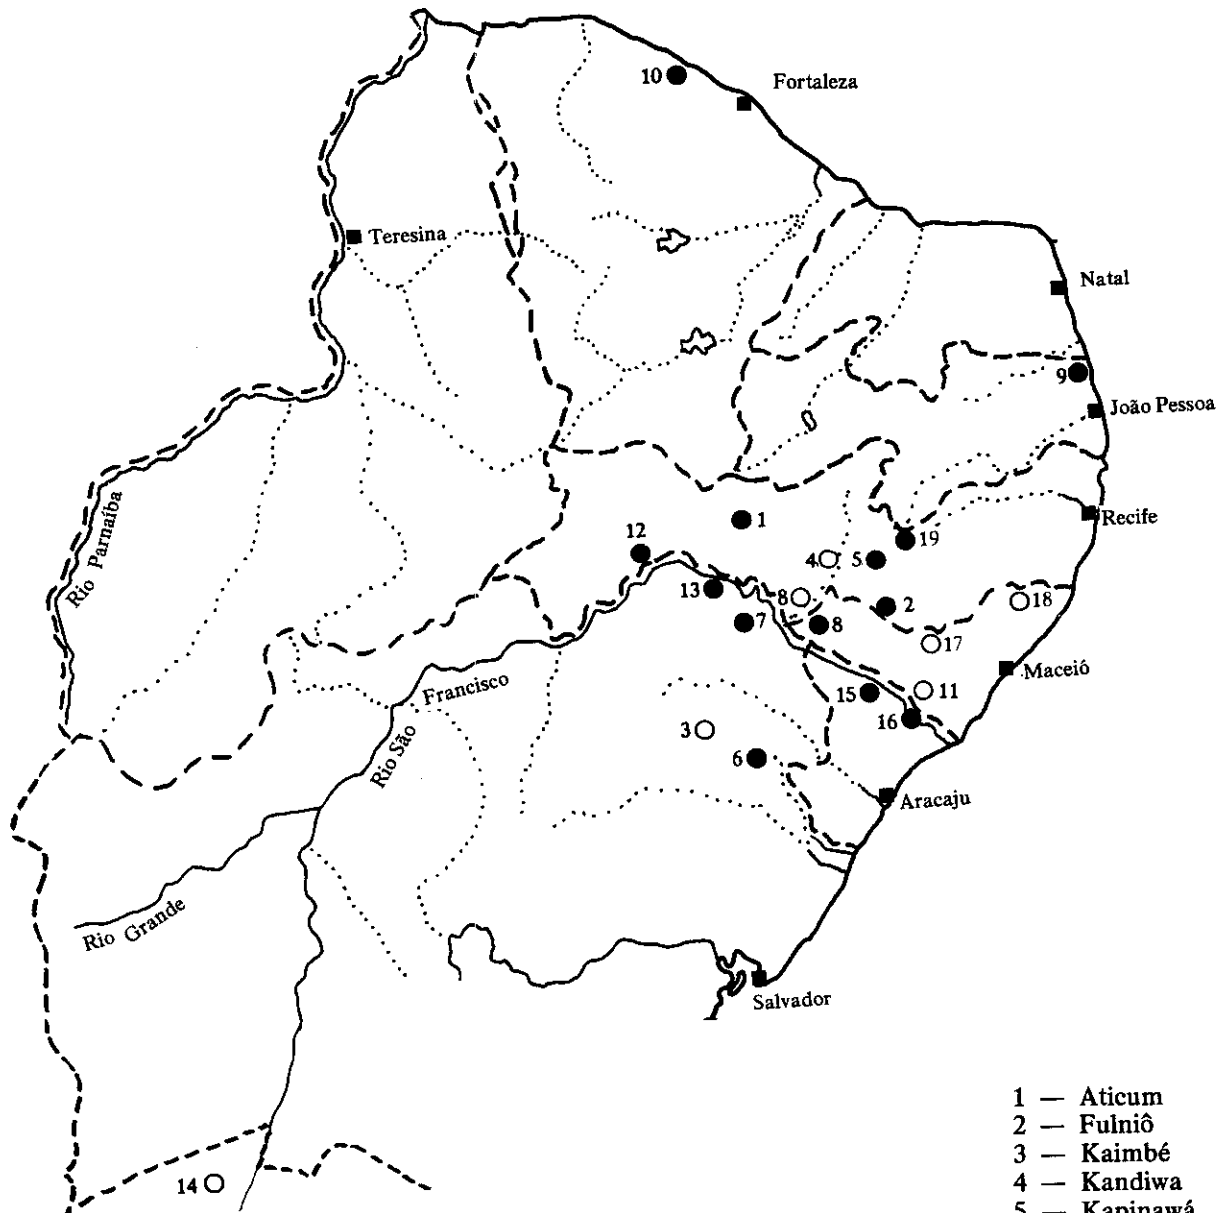 10
Fortaleza
Teresina
Natal
9
João Pessoa
Rio Parnaíba
1
12
Recife
19
4
5
13
8
2
18
7
8
17
Maceió
Francisco
15
11
16
3
Rio São
6
Aracaju
Rio Grande
Salvador
1 — Aticum
2 — Fulniô
3 — Kaimbé
4 — Kandiwa
14
5 — Kapinawá